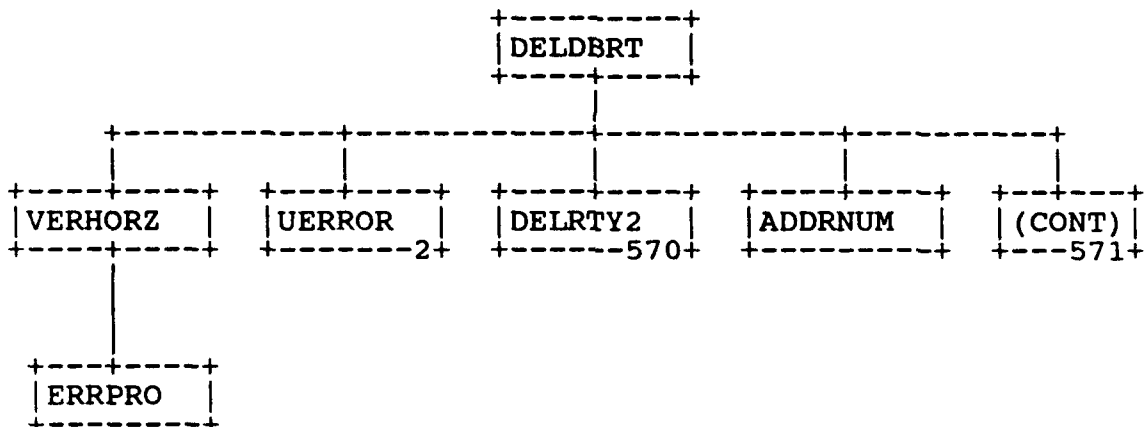 DELDBRT
VERHORZ UERROR DELRTY2 ADDRNUM (CONT)
2 570 571
ERRPRO